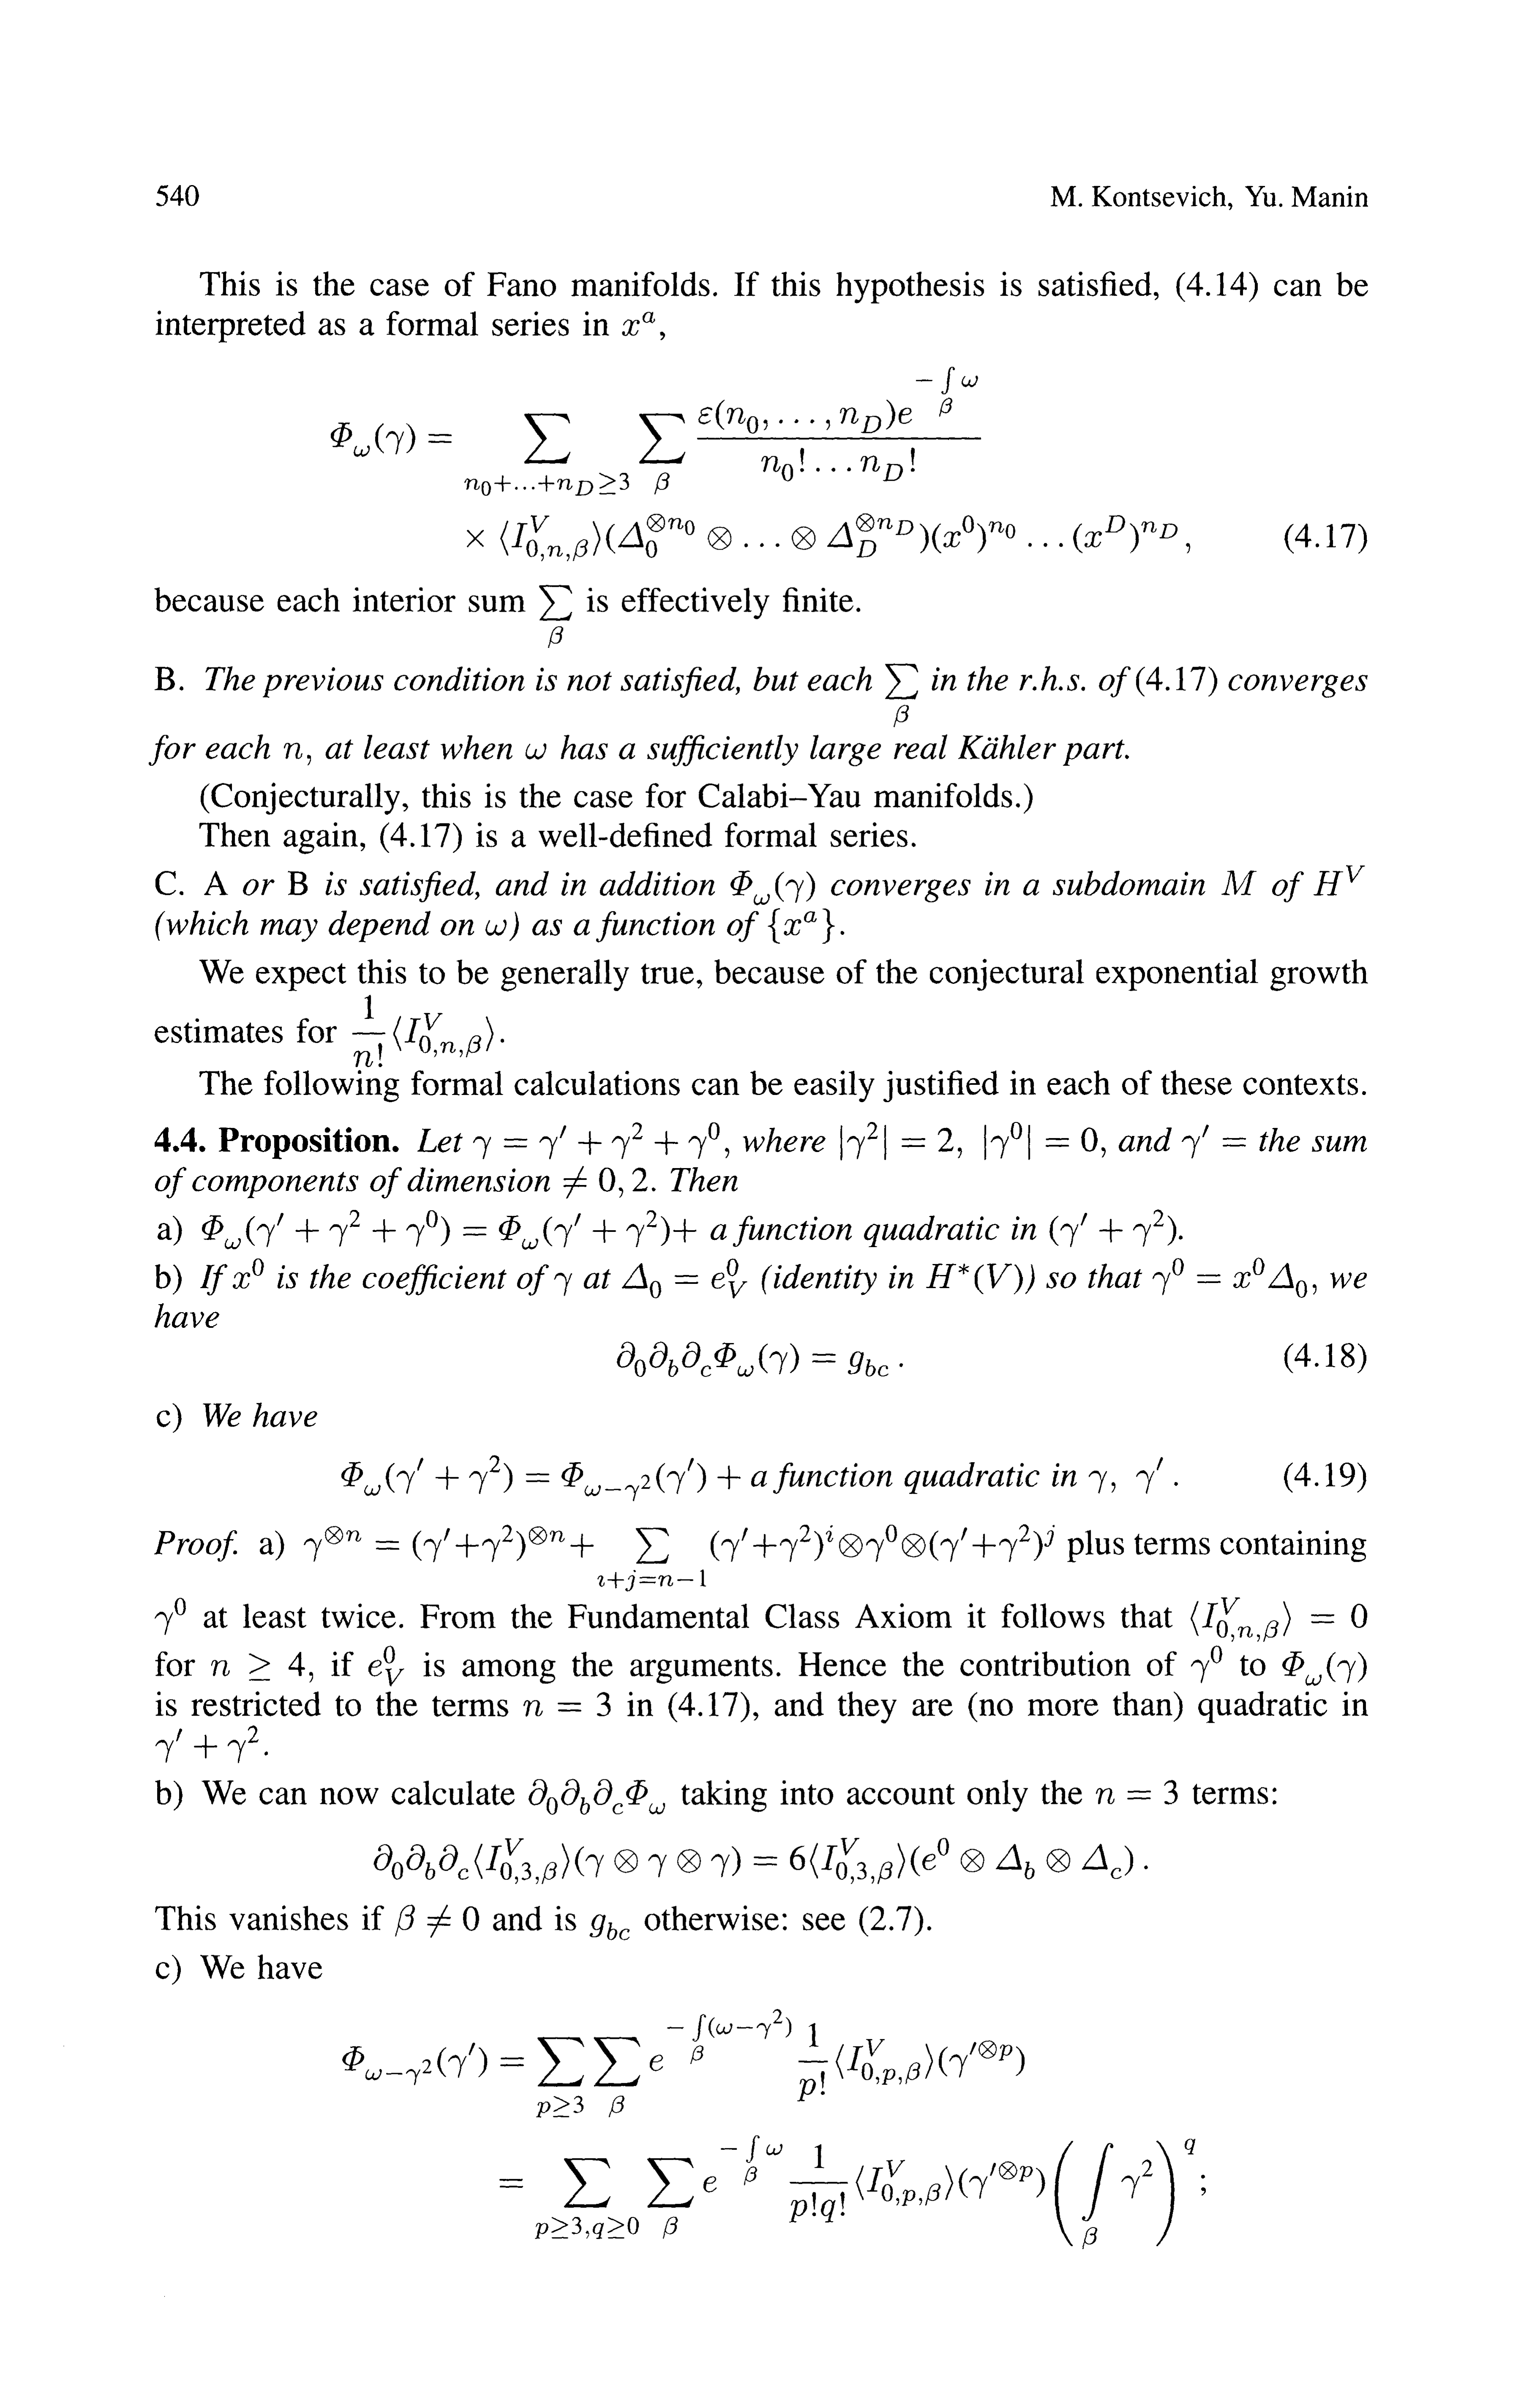 540 M. Kontsevich, Yu. Manin
This is the case of Fano manifolds. If this hypothesis is satisfied, (4.14) can be
interpreted as a formal series in $x^a$,
$\Phi_\omega(\gamma) = \sum_{n_0+\ldots+n_D \geq 3} \sum_\beta \frac{\varepsilon(n_0, \ldots, n_D) e^{-\int_\beta \omega}}{n_0! \ldots n_D!}$
$\times \langle I^V_{0,n,\beta} \rangle (\Delta_0^{\otimes n_0} \otimes \ldots \otimes \Delta_D^{\otimes n_D})(x^0)^{n_0} \ldots (x^D)^{n_D}$, (4.17)
because each interior sum $\sum_\beta$ is effectively finite.
B. The previous condition is not satisfied, but each $\sum_\beta$ in the r.h.s. of (4.17) converges
for each n, at least when $\omega$ has a sufficiently large real Kähler part.
(Conjecturally, this is the case for Calabi–Yau manifolds.)
Then again, (4.17) is a well-defined formal series.
C. A or B is satisfied, and in addition $\Phi_\omega(\gamma)$ converges in a subdomain M of $H^V$
(which may depend on $\omega$) as a function of $\{x^a\}$.
We expect this to be generally true, because of the conjectural exponential growth
estimates for $\frac{1}{n!} \langle I^V_{0,n,\beta} \rangle$.
The following formal calculations can be easily justified in each of these contexts.
4.4. Proposition. Let $\gamma = \gamma' + \gamma^2 + \gamma^0$, where $|\gamma^2| = 2$, $|\gamma^0| = 0$, and $\gamma'$ = the sum
of components of dimension $\neq 0, 2$. Then
a) $\Phi_\omega(\gamma' + \gamma^2 + \gamma^0) = \Phi_\omega(\gamma' + \gamma^2) +$ a function quadratic in $(\gamma' + \gamma^2)$.
b) If $x^0$ is the coefficient of $\gamma$ at $\Delta_0 = e^0_V$ (identity in $H^*(V)$) so that $\gamma^0 = x^0 \Delta_0$, we
have
$\partial_0 \partial_b \partial_c \Phi_\omega(\gamma) = g_{bc}$. (4.18)
c) We have
$\Phi_\omega(\gamma' + \gamma^2) = \Phi_{\omega-\gamma^2}(\gamma') +$ a function quadratic in $\gamma$, $\gamma'$. (4.19)
Proof. a) $\gamma^{\otimes n} = (\gamma'+\gamma^2)^{\otimes n} + \sum_{i+j=n-1} (\gamma'+\gamma^2)^i \otimes \gamma^0 \otimes (\gamma'+\gamma^2)^j$ plus terms containing
$\gamma^0$ at least twice. From the Fundamental Class Axiom it follows that $\langle I^V_{0,n,\beta} \rangle = 0$
for $n \geq 4$, if $e^0_V$ is among the arguments. Hence the contribution of $\gamma^0$ to $\Phi_\omega(\gamma)$
is restricted to the terms $n = 3$ in (4.17), and they are (no more than) quadratic in
$\gamma' + \gamma^2$.
b) We can now calculate $\partial_0 \partial_b \partial_c \Phi_\omega$ taking into account only the $n = 3$ terms:
$\partial_0 \partial_b \partial_c \langle I^V_{0,3,\beta} \rangle (\gamma \otimes \gamma \otimes \gamma) = 6 \langle I^V_{0,3,\beta} \rangle (e^0 \otimes \Delta_b \otimes \Delta_c)$.
This vanishes if $\beta \neq 0$ and is $g_{bc}$ otherwise: see (2.7).
c) We have
$\Phi_{\omega-\gamma^2}(\gamma') = \sum_{p \geq 3} \sum_\beta e^{-\int_\beta (\omega-\gamma^2)} \frac{1}{p!} \langle I^V_{0,p,\beta} \rangle (\gamma'^{\otimes p})$
$= \sum_{p \geq 3, q \geq 0} \sum_\beta e^{-\int_\beta \omega} \frac{1}{p!q!} \langle I^V_{0,p,\beta} \rangle (\gamma'^{\otimes p}) \left( \int_\beta \gamma^2 \right)^q$;